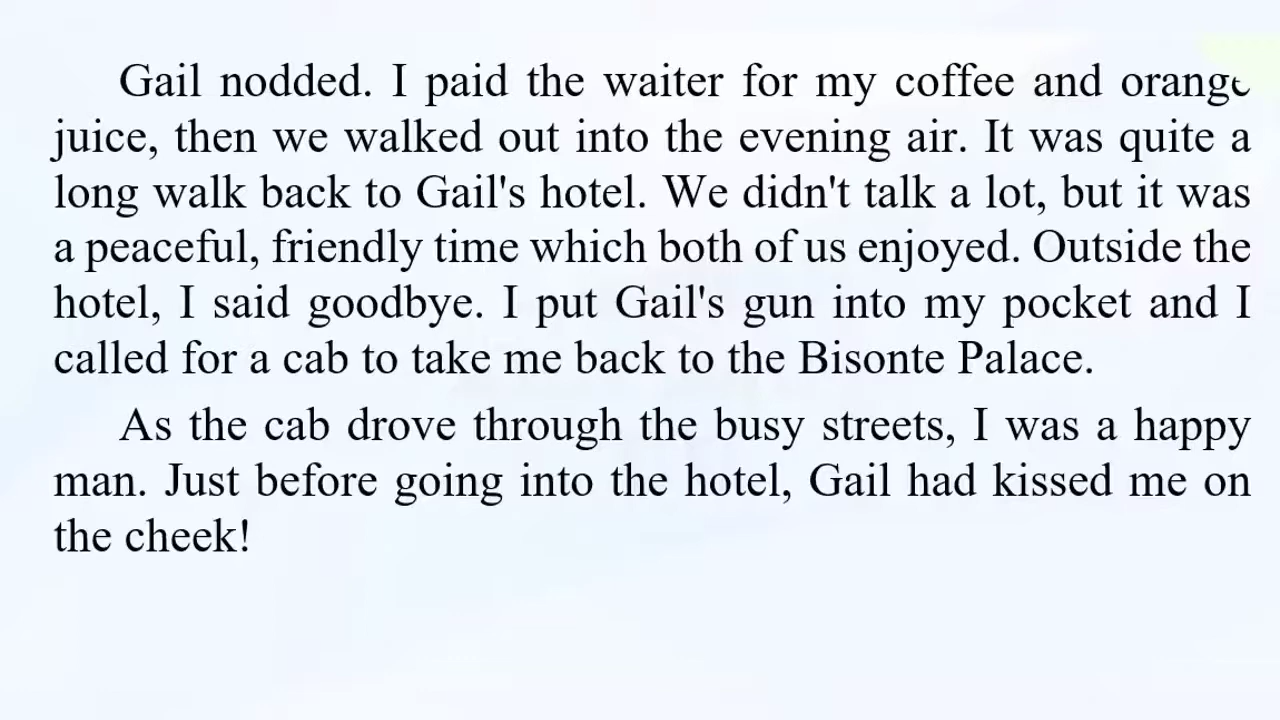 Gail nodded. I paid the waiter for my coffee and orange
juice, then we walked out into the evening air. It was quite a
long walk back to Gail's hotel. We didn't talk a lot, but it was
a peaceful, friendly time which both of us enjoyed. Outside the
hotel, I said goodbye. I put Gail's gun into my pocket and I
called for a cab to take me back to the Bisonte Palace.
As the cab drove through the busy streets, I was a happy
man. Just before going into the hotel, Gail had kissed me on
the cheek!